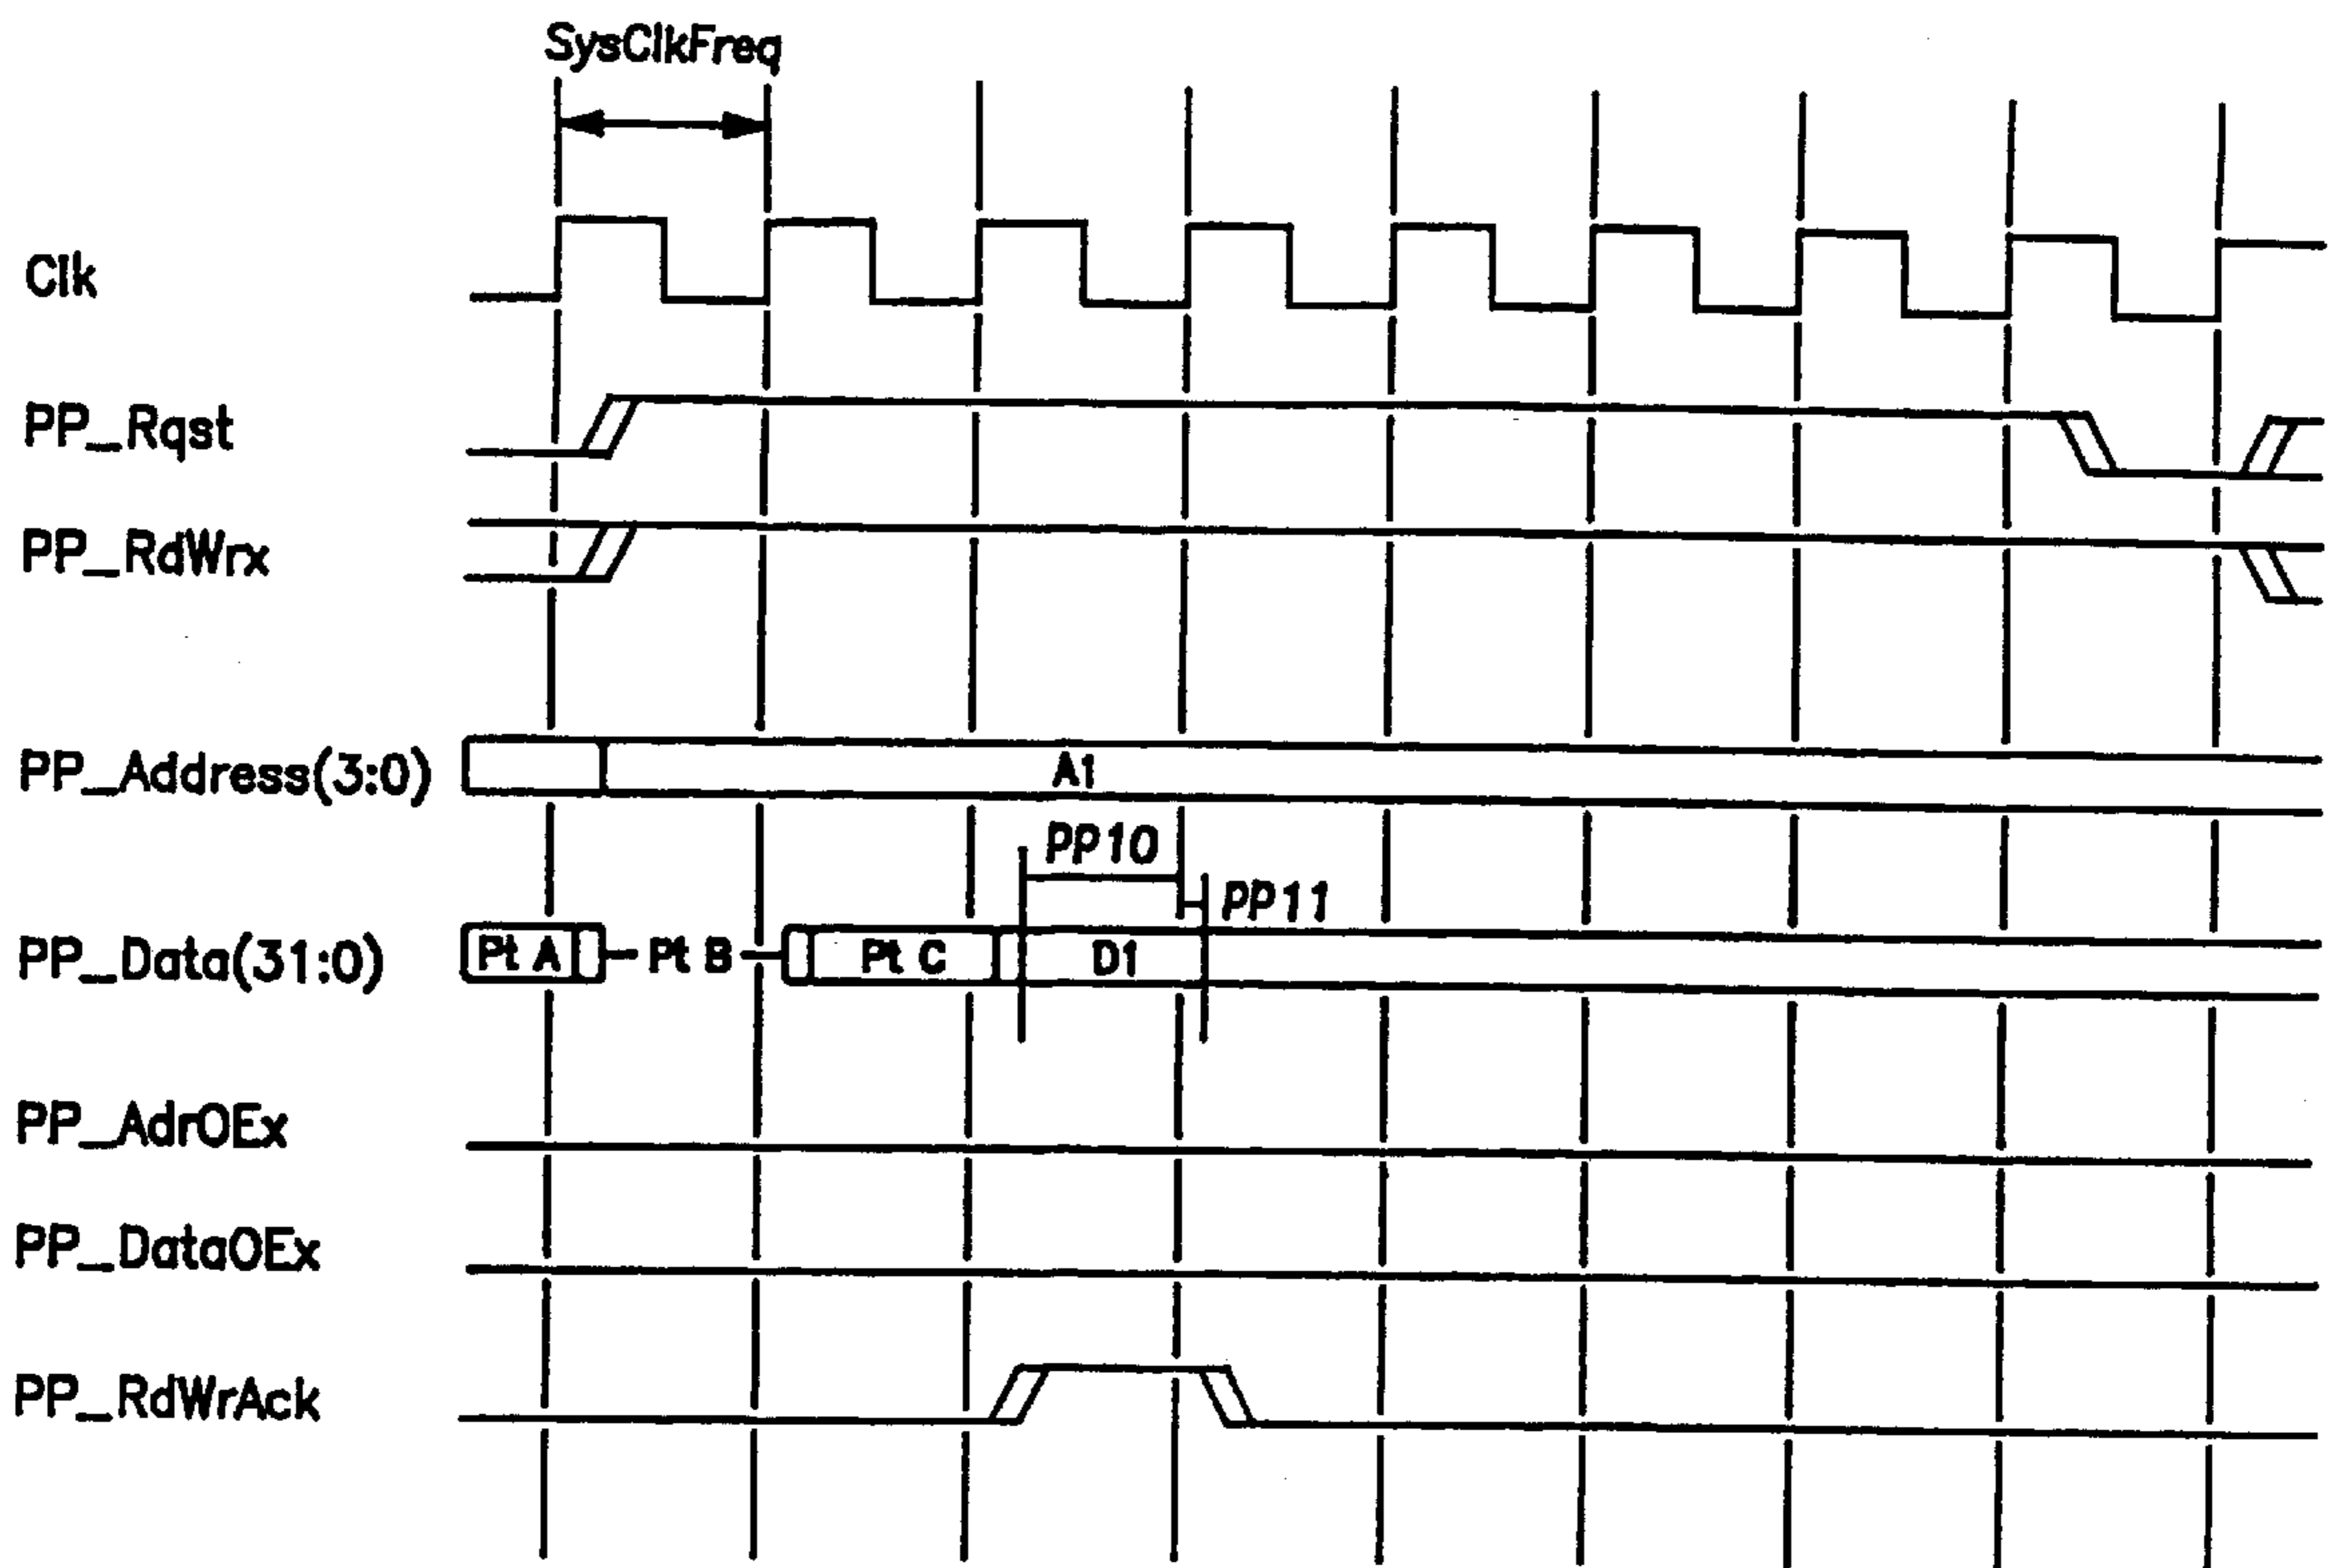 SysClkFreq
Clk
PP_Rqst
PP_RdWrx
PP_Address(3:0)
A1
PP10
PP11
PP_Data(31:0)
Pt A
Pt B
Pt C
D1
PP_AdrOEx
PP_DataOEx
PP_RdWrAck